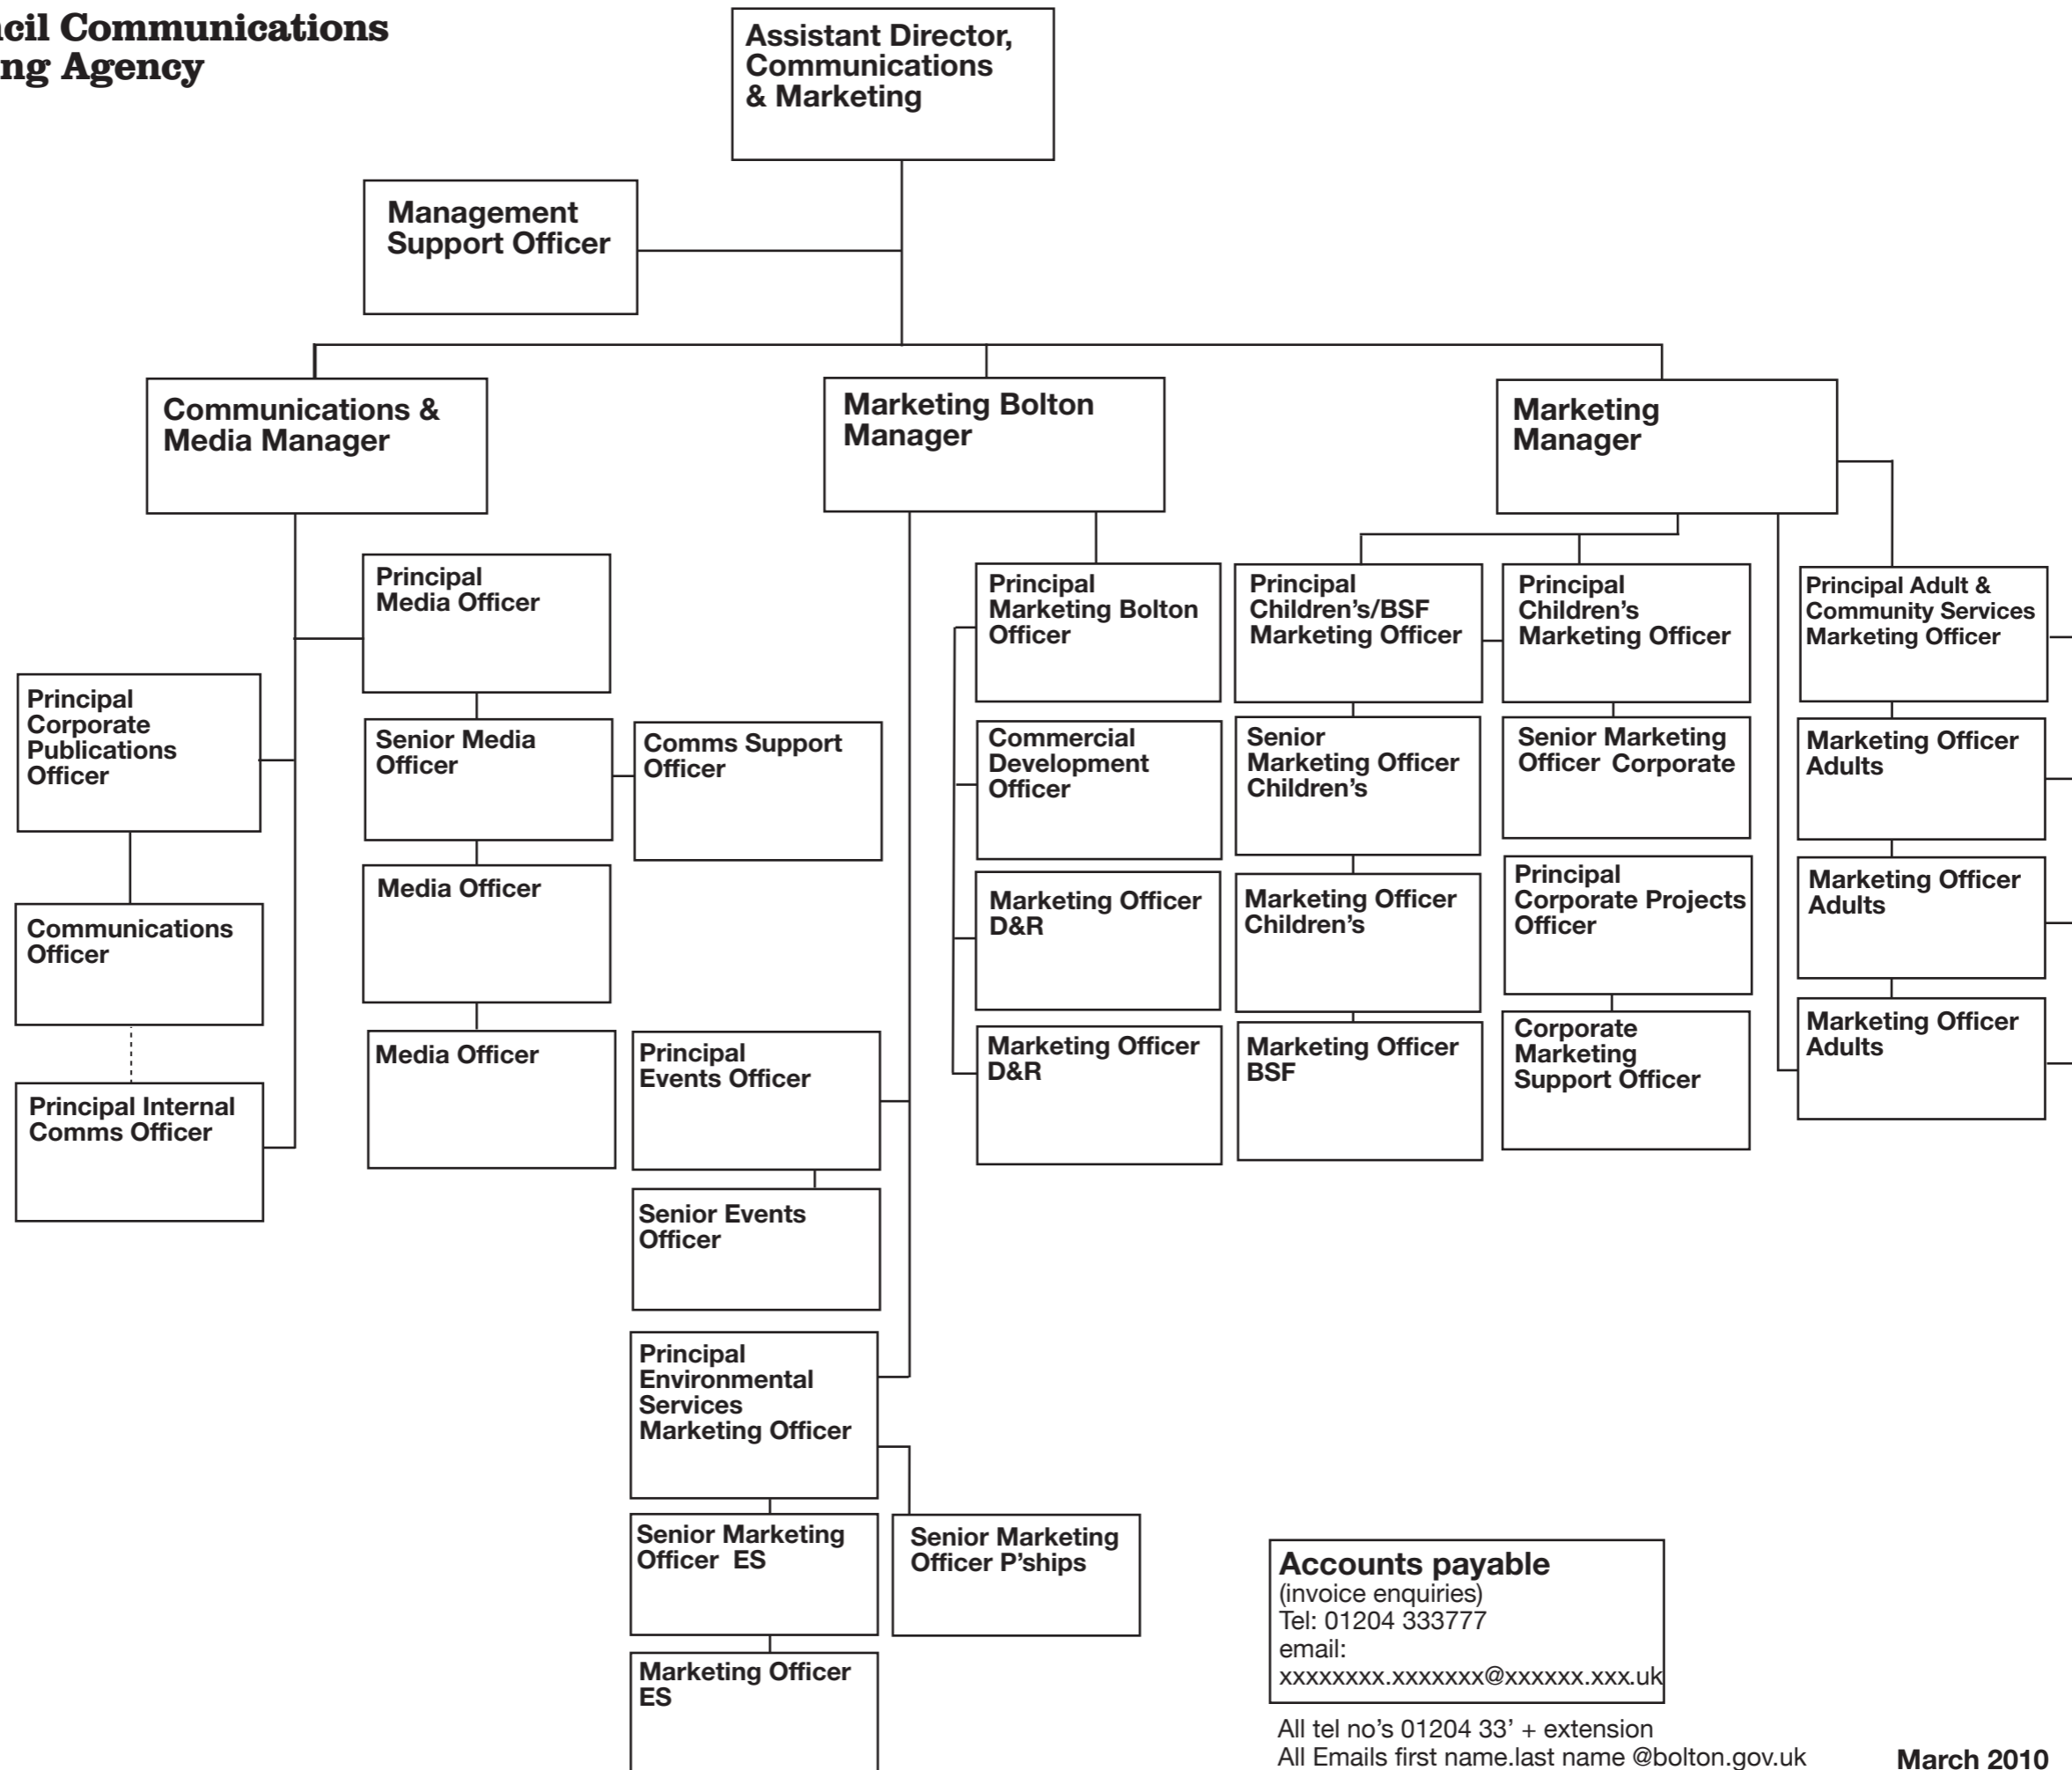 cil Communications
ng Agency
Assistant Director,
Communications
& Marketing
Management
Support Officer
Communications &
Media Manager
Marketing Bolton
Manager
Marketing
Manager
Principal
Media Officer
Principal
Corporate
Publications
Officer
Senior Media
Officer
Comms Support
Officer
Media Officer
Communications
Officer
Media Officer
Principal Internal
Comms Officer
Principal
Events Officer
Senior Events
Officer
Principal
Environmental
Services
Marketing Officer
Senior Marketing
Officer ES
Senior Marketing
Officer P'ships
Marketing Officer
ES
Principal
Marketing Bolton
Officer
Commercial
Development
Officer
Marketing Officer
D&R
Marketing Officer
D&R
Principal
Children's/BSF
Marketing Officer
Senior
Marketing Officer
Children's
Marketing Officer
Children's
Marketing Officer
BSF
Principal
Children's
Marketing Officer
Senior Marketing
Officer Corporate
Principal
Corporate Projects
Officer
Corporate
Marketing
Support Officer
Principal Adult &
Community Services
Marketing Officer
Marketing Officer
Adults
Marketing Officer
Adults
Marketing Officer
Adults
Accounts payable
(invoice enquiries)
Tel: 01204 333777
email:
xxxxxxxx.xxxxxxx@xxxxxx.xxx.uk
All tel no's 01204 33' + extension
All Emails first name.last name @bolton.gov.uk
March 2010